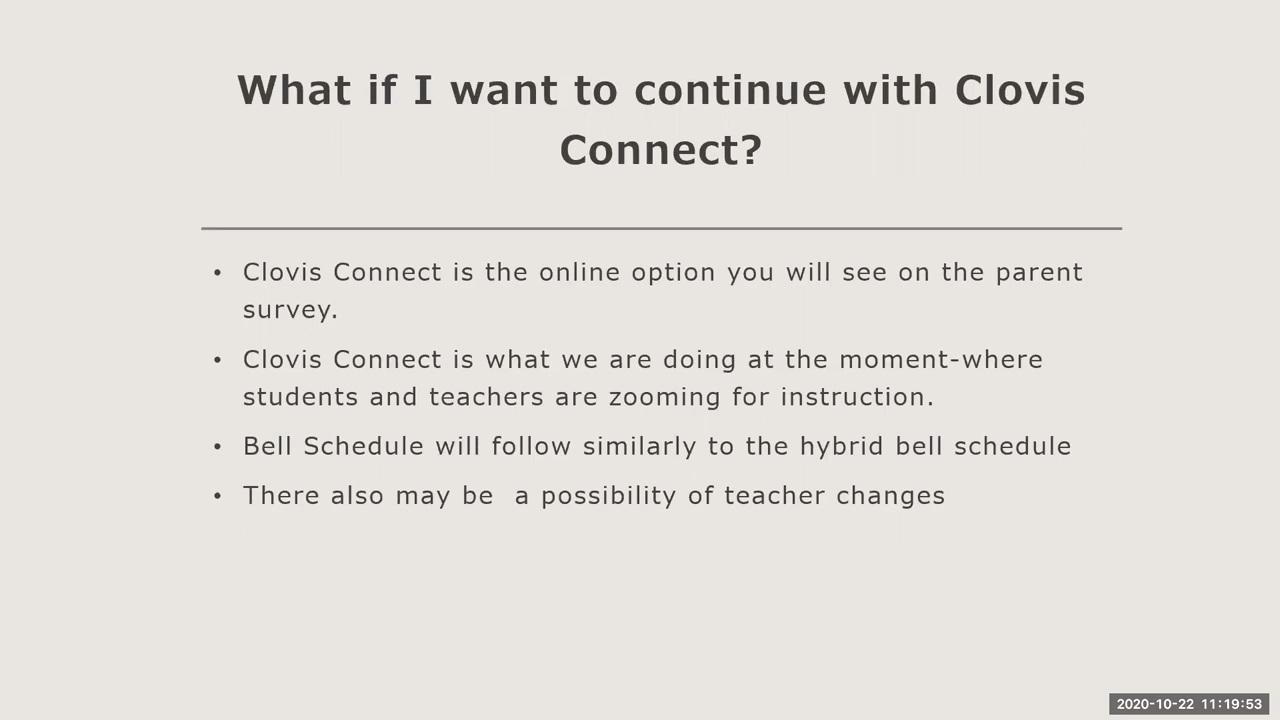 What if I want to continue with Clovis
Connect?
• Clovis Connect is the online option you will see on the parent
survey.
• Clovis Connect is what we are doing at the moment-where
students and teachers are zooming for instruction.
• Bell Schedule will follow similarly to the hybrid bell schedule
• There also may be  a possibility of teacher changes
2020-10-22 11:19:53